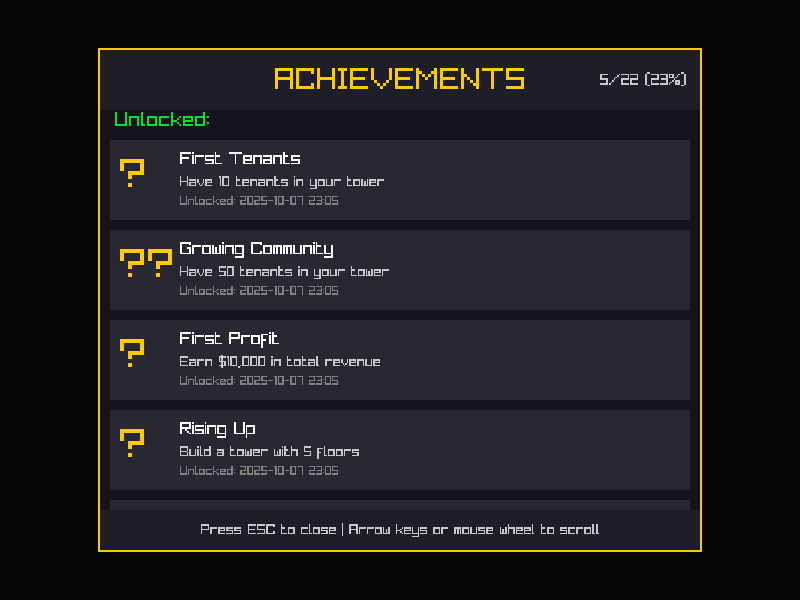 ACHIEVEMENTS
5/22 (23%)
Unlocked:
?
First Tenants
Have 10 tenants in your tower
Unlocked: 2025-10-07 23:05
??
Growing Community
Have 50 tenants in your tower
Unlocked: 2025-10-07 23:05
?
First Profit
Earn $10,000 in total revenue
Unlocked: 2025-10-07 23:05
?
Rising Up
Build a tower with 5 floors
Unlocked: 2025-10-07 23:05
Press ESC to close | Arrow keys or mouse wheel to scroll